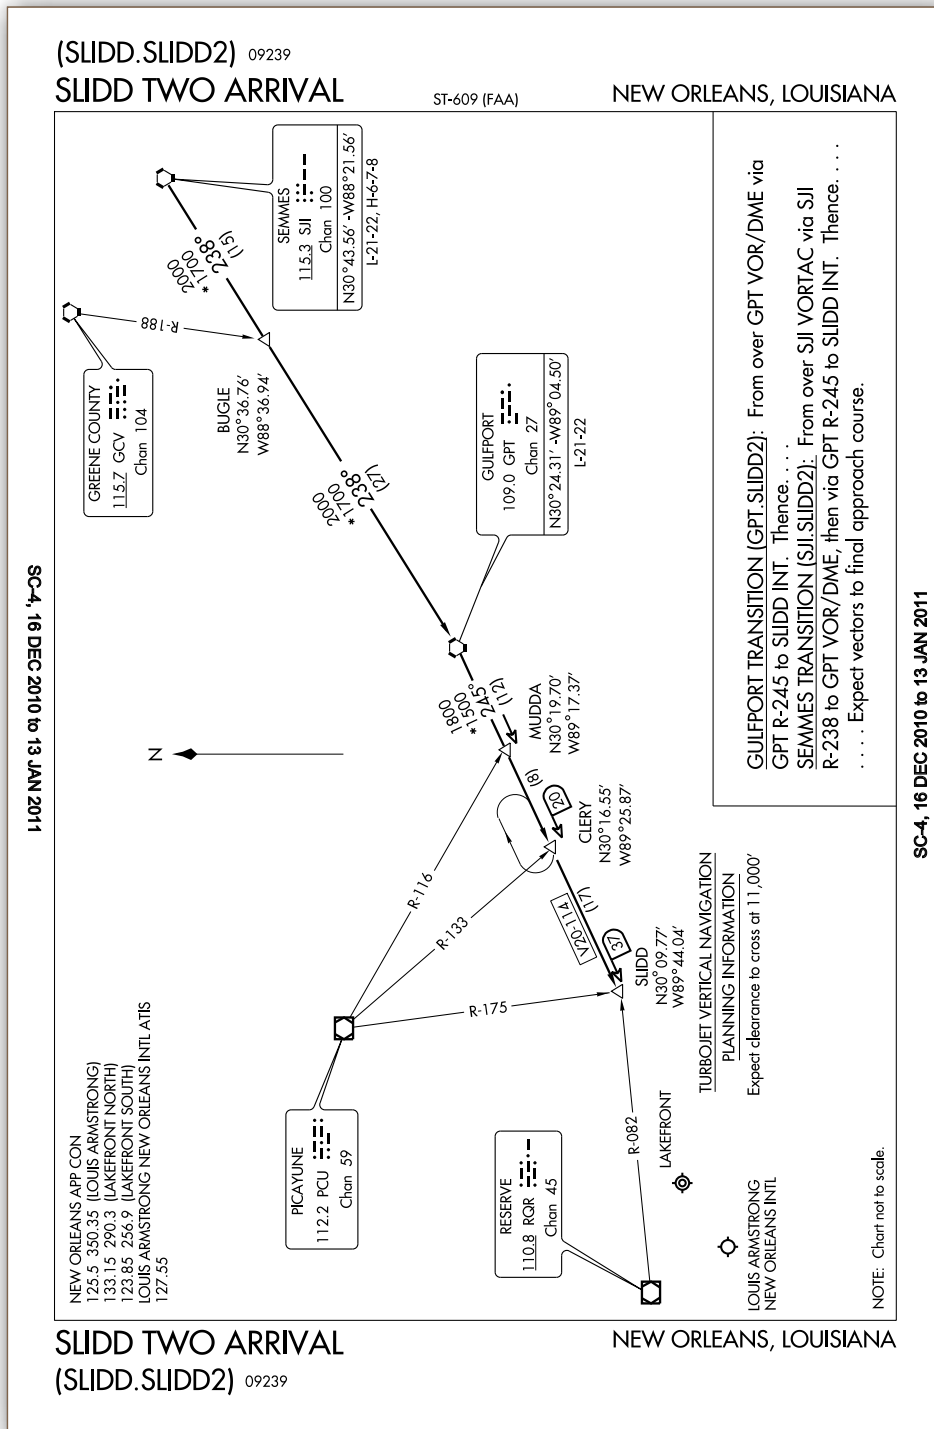 (SLIDD.SLIDD2) 09239
SLIDD TWO ARRIVAL
ST-609 (FAA)
NEW ORLEANS, LOUISIANA
NEW ORLEANS APP CON
125.5 350.35 (LOUIS ARMSTRONG)
133.15 290.3 (LAKEFRONT NORTH)
123.85 256.9 (LAKEFRONT SOUTH)
LOUIS ARMSTRONG NEW ORLEANS INTL ATIS
127.55
GREENE COUNTY
115.7 GCV
Chan 104
R-188
SEMMES
115.3 SJI
Chan 100
N30°43.56'-W88°21.56'
L-21-22, H-6-7-8
2000
*1700
238°
(15)
BUGLE
N30°36.76'
W88°36.94'
2000
*1700
238°
(27)
GULFPORT
109.0 GPT
Chan 27
N30°24.31'-W89°04.50'
L-21-22
1800
*1500
245°
(12)
MUDDA
N30°19.70'
W89°17.37'
(8)
20
CLERY
N30°16.55'
W89°25.87'
V20-114
(17)
37
SLIDD
N30°09.77'
W89°44.04'
N
R-116
R-133
R-175
PICAYUNE
112.2 PCU
Chan 59
RESERVE
110.8 RQR
Chan 45
R-082
LAKEFRONT
LOUIS ARMSTRONG
NEW ORLEANS INTL
TURBOJET VERTICAL NAVIGATION
PLANNING INFORMATION
Expect clearance to cross at 11,000'
NOTE: Chart not to scale.
GULFPORT TRANSITION (GPT.SLIDD2): From over GPT VOR/DME via
GPT R-245 to SLIDD INT. Thence. . . .
SEMMES TRANSITION (SJI.SLIDD2): From over SJI VORTAC via SJI
R-238 to GPT VOR/DME, then via GPT R-245 to SLIDD INT. Thence. . . .
. . . . Expect vectors to final approach course.
SC-4, 16 DEC 2010 to 13 JAN 2011
SC-4, 16 DEC 2010 to 13 JAN 2011
SLIDD TWO ARRIVAL
(SLIDD.SLIDD2) 09239
NEW ORLEANS, LOUISIANA